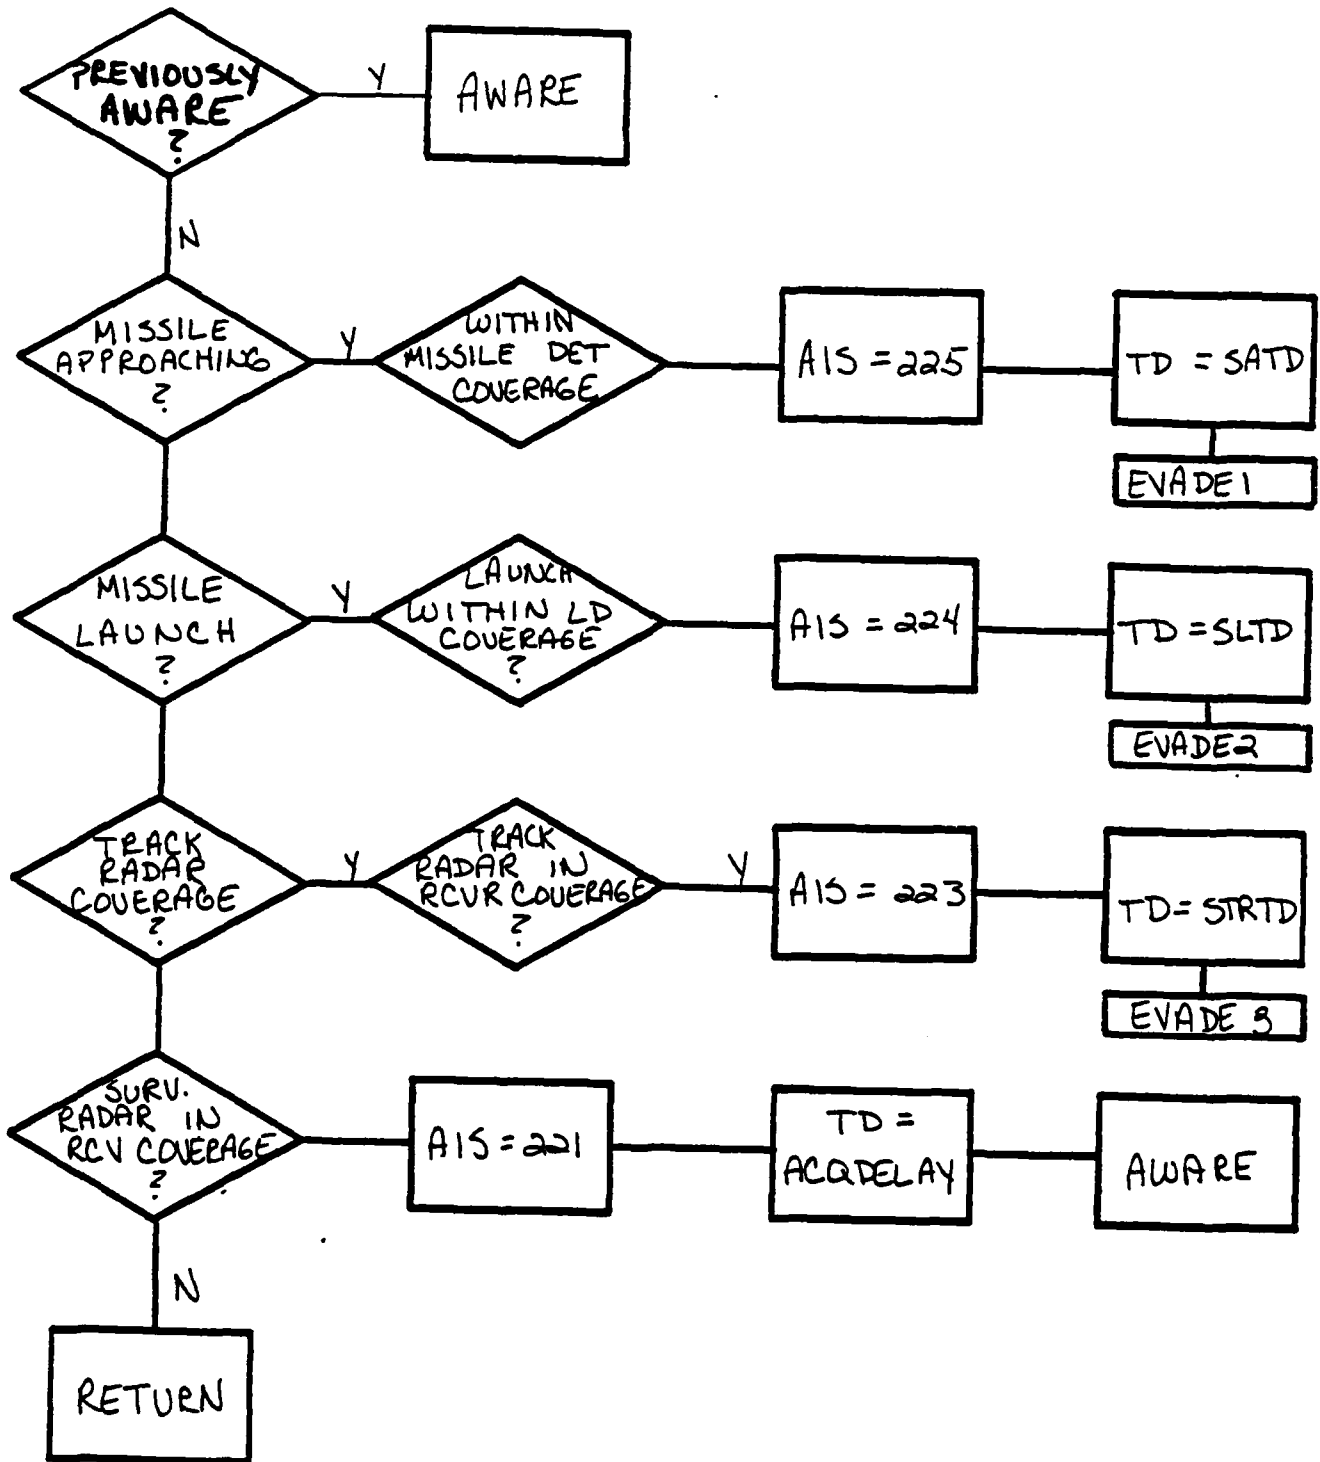 PREVIOUSLY
AWARE
?
Y
AWARE
N
MISSILE
APPROACHING
?
Y
WITHIN
MISSILE DET
COVERAGE
AIS = 225
TD = SATD
EVADE1
MISSILE
LAUNCH
?
Y
LAUNCH
WITHIN LD
COVERAGE
?
AIS = 224
TD = SLTD
EVADE2
TRACK
RADAR
COVERAGE
?
Y
TRACK
RADAR IN
RCVR COVERAGE
?
Y
AIS = 223
TD = STRTD
EVADE 3
SURV.
RADAR IN
RCV COVERAGE
?
AIS = 221
TD =
ACQDELAY
AWARE
N
RETURN